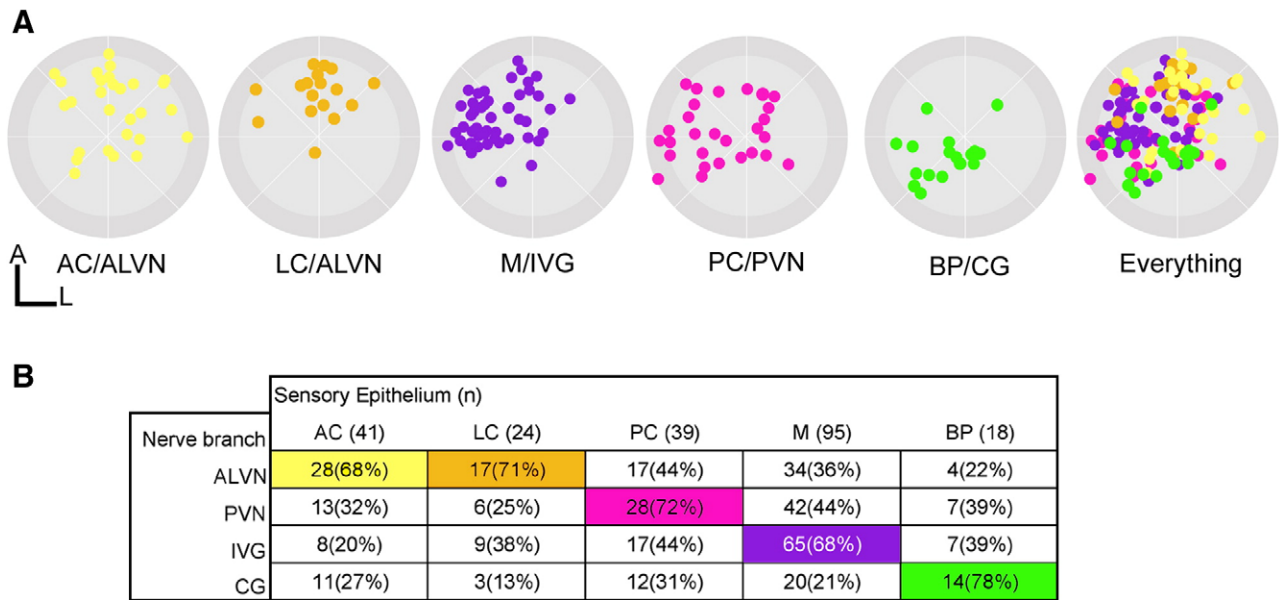 A
AC/ALVN LC/ALVN M/IVG PC/PVN BP/CG Everything
A
L
B
Sensory Epithelium (n)
Nerve branch AC (41) LC (24) PC (39) M (95) BP (18)
ALVN 28(68%) 17(71%) 17(44%) 34(36%) 4(22%)
PVN 13(32%) 6(25%) 28(72%) 42(44%) 7(39%)
IVG 8(20%) 9(38%) 17(44%) 65(68%) 7(39%)
CG 11(27%) 3(13%) 12(31%) 20(21%) 14(78%)